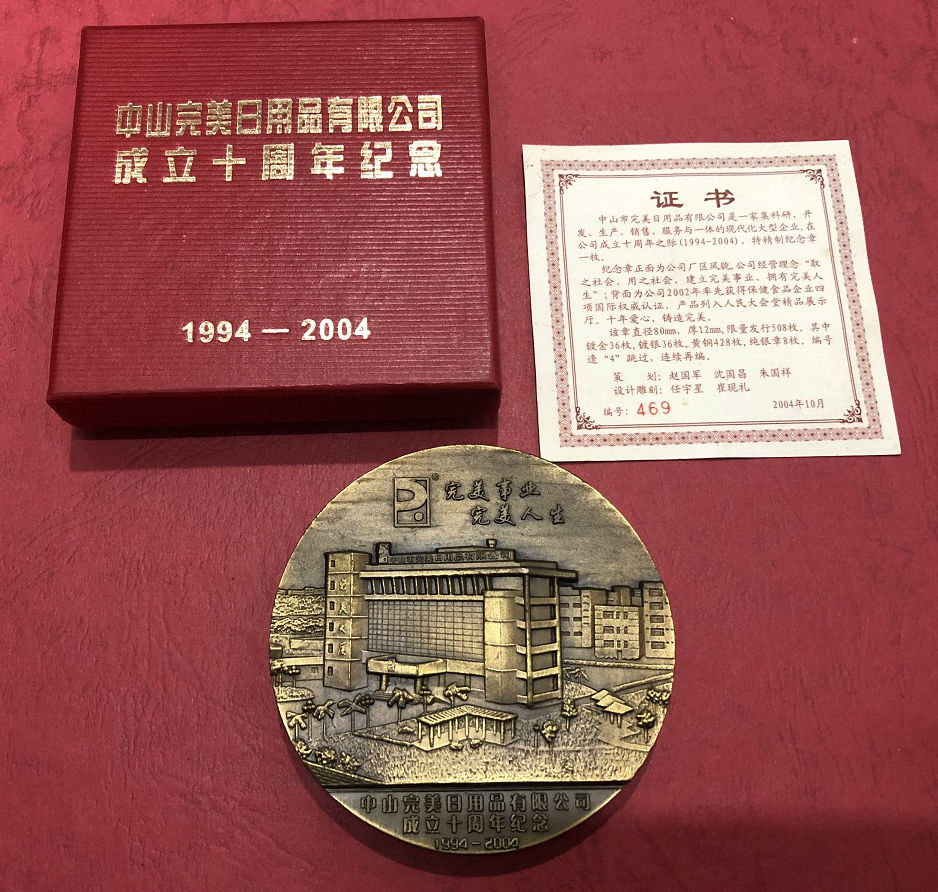 中山完美日用品有限公司
成立十周年纪念
1994 — 2004
证书
中山市完美日用品有限公司是一家集科研、开
发、生产、销售、服务与一体的现代化大型企业,在
公司成立十周年之际(1994-2004),特精制纪念章
一枚。
纪念章正面为公司厂区风貌,公司经营理念“取
之社会、用之社会,建立完美事业、拥有完美人
生”;背面为公司2002年率先获得保健食品企业四
项国际权威认证,产品列入人民大会堂精品展示
厅。十年爱心,铸造完美。
该章直径80mm,厚12mm,限量发行508枚。其中
镀金36枚,镀银36枚,黄铜428枚,纯银章8枚。编号
逢“4”跳过,连续再编。
策 划: 赵国军 沈国昌 朱国祥
设计雕刻: 任宇星 崔现礼
编号: 469 2004年10月
完美事业
完美人生
中山完美日用品有限公司
成立十周年纪念
1994-2004